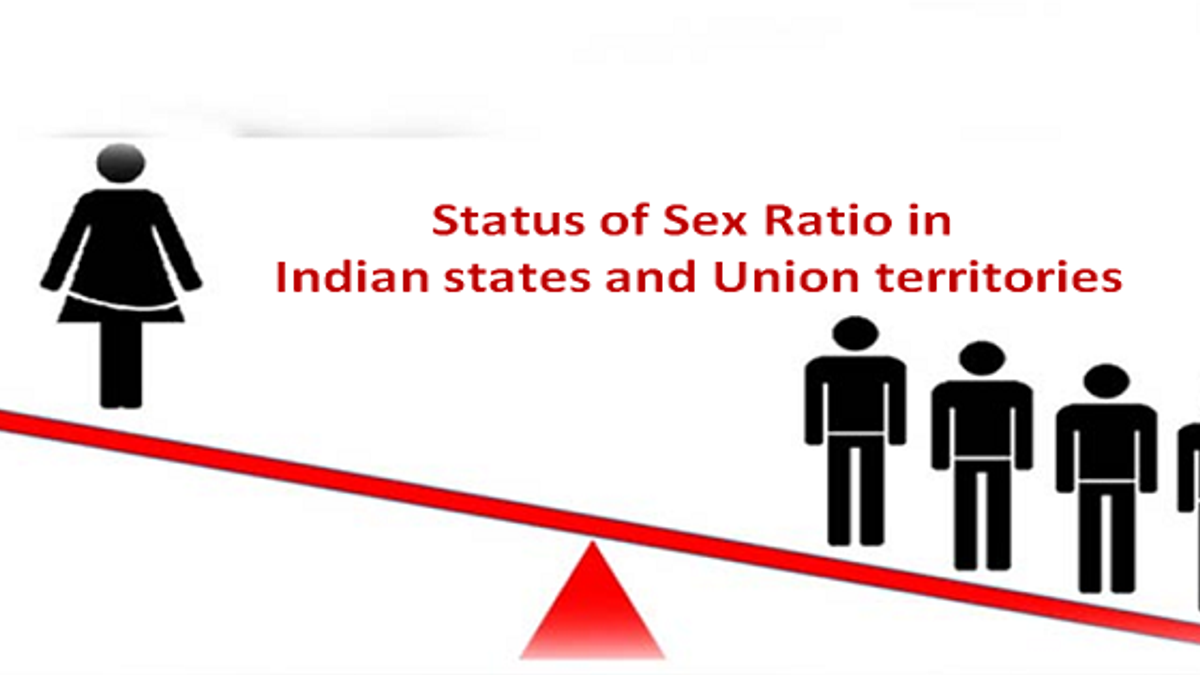 Status of Sex Ratio in
Indian states and Union territories